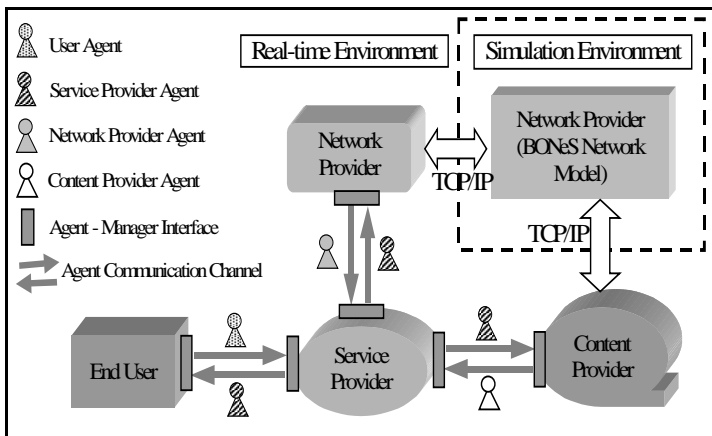 User Agent
Service Provider Agent
Network Provider Agent
Content Provider Agent
Agent - Manager Interface
Agent Communication Channel
Real-time Environment
Simulation Environment
Network
Provider
Network Provider
(BONeS Network
Model)
TCP/IP
TCP/IP
End User
Service
Provider
Content
Provider